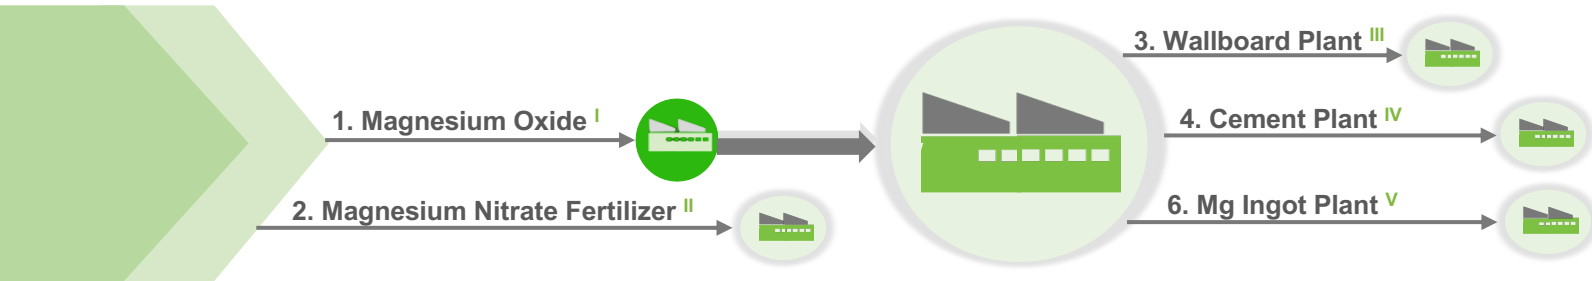 1. Magnesium Oxide I
2. Magnesium Nitrate Fertilizer II
3. Wallboard Plant III
4. Cement Plant IV
6. Mg Ingot Plant V